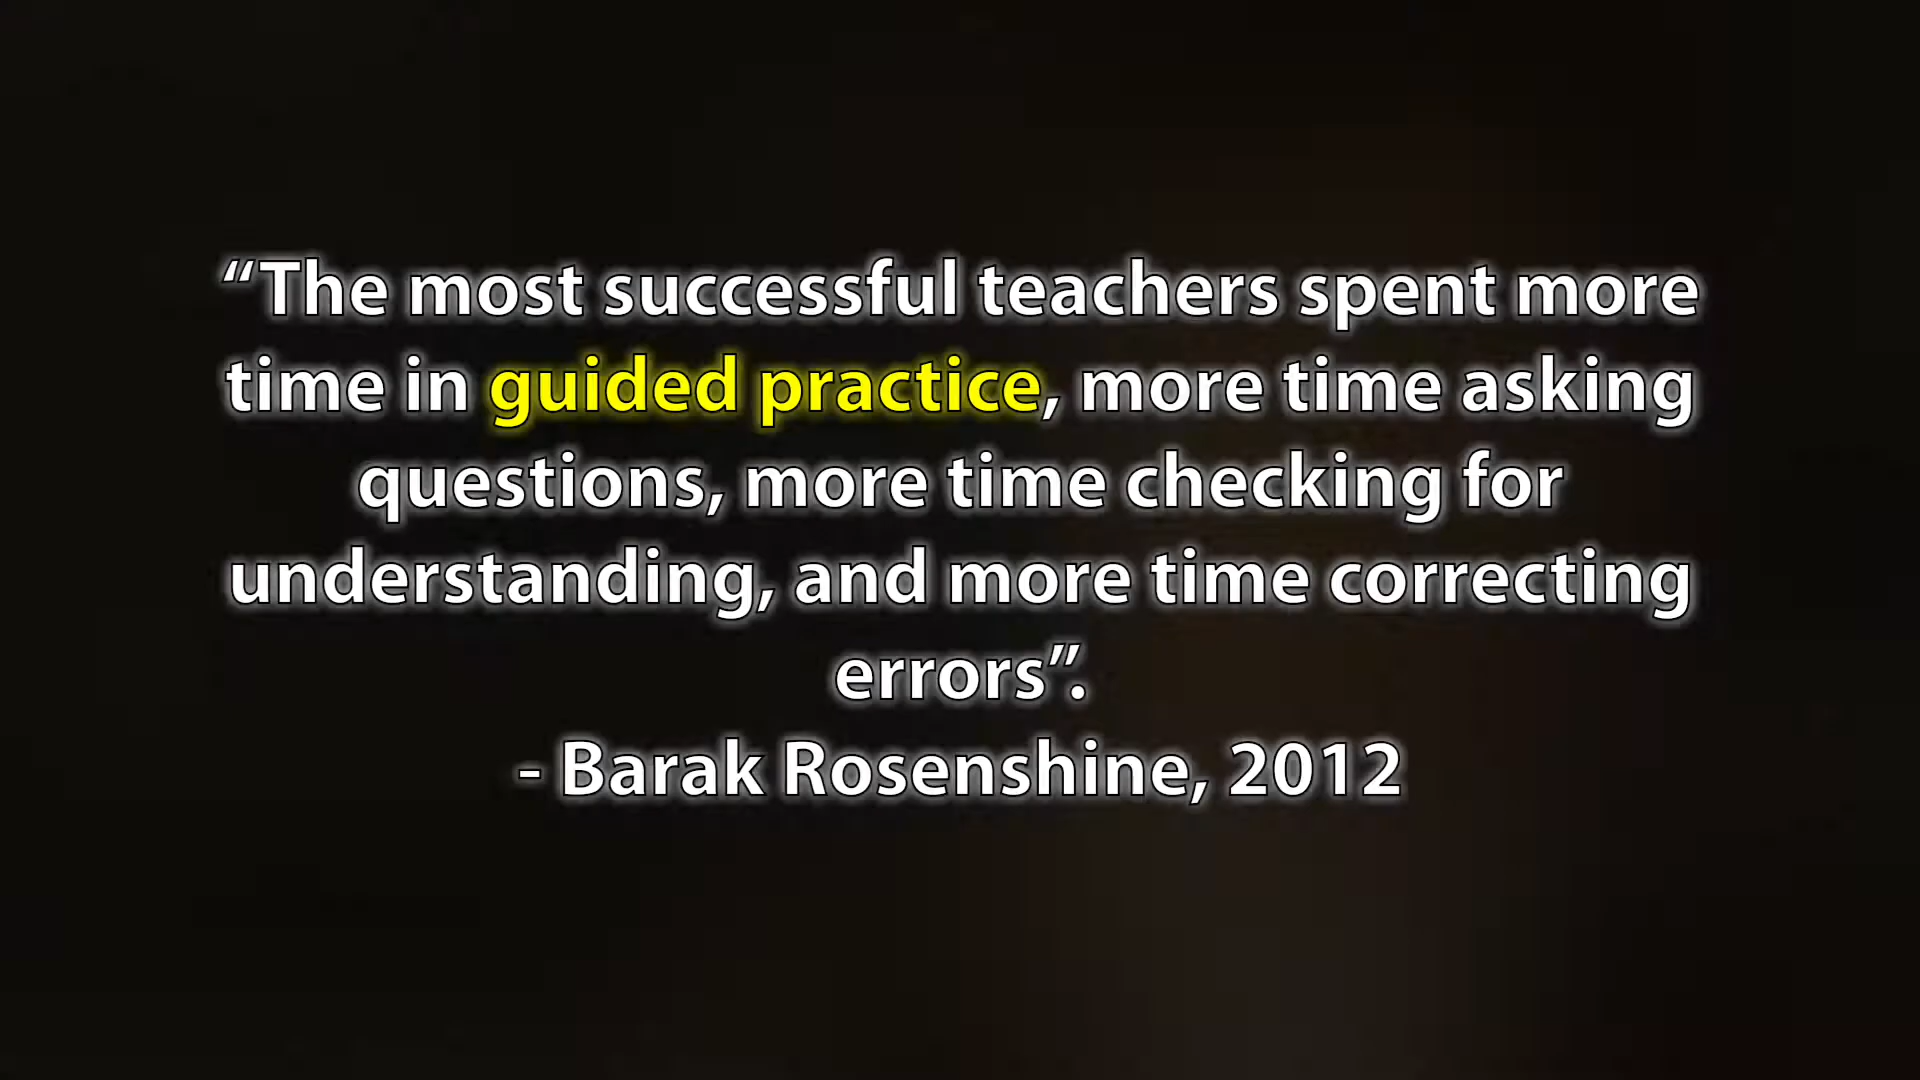 “The most successful teachers spent more
time in guided practice, more time asking
questions, more time checking for
understanding, and more time correcting
errors”.
- Barak Rosenshine, 2012